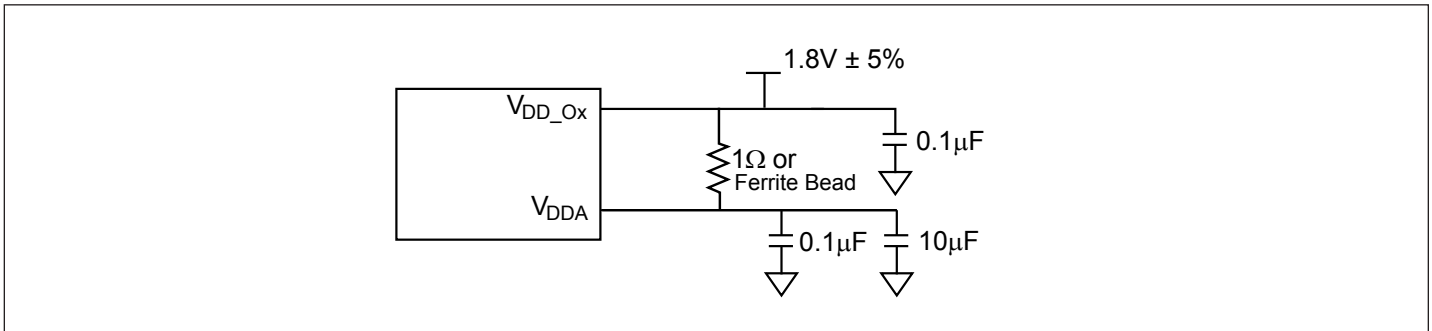 1.8V ± 5%
V_DD_Ox
0.1μF
1Ω or
Ferrite Bead
V_DDA
0.1μF
10μF